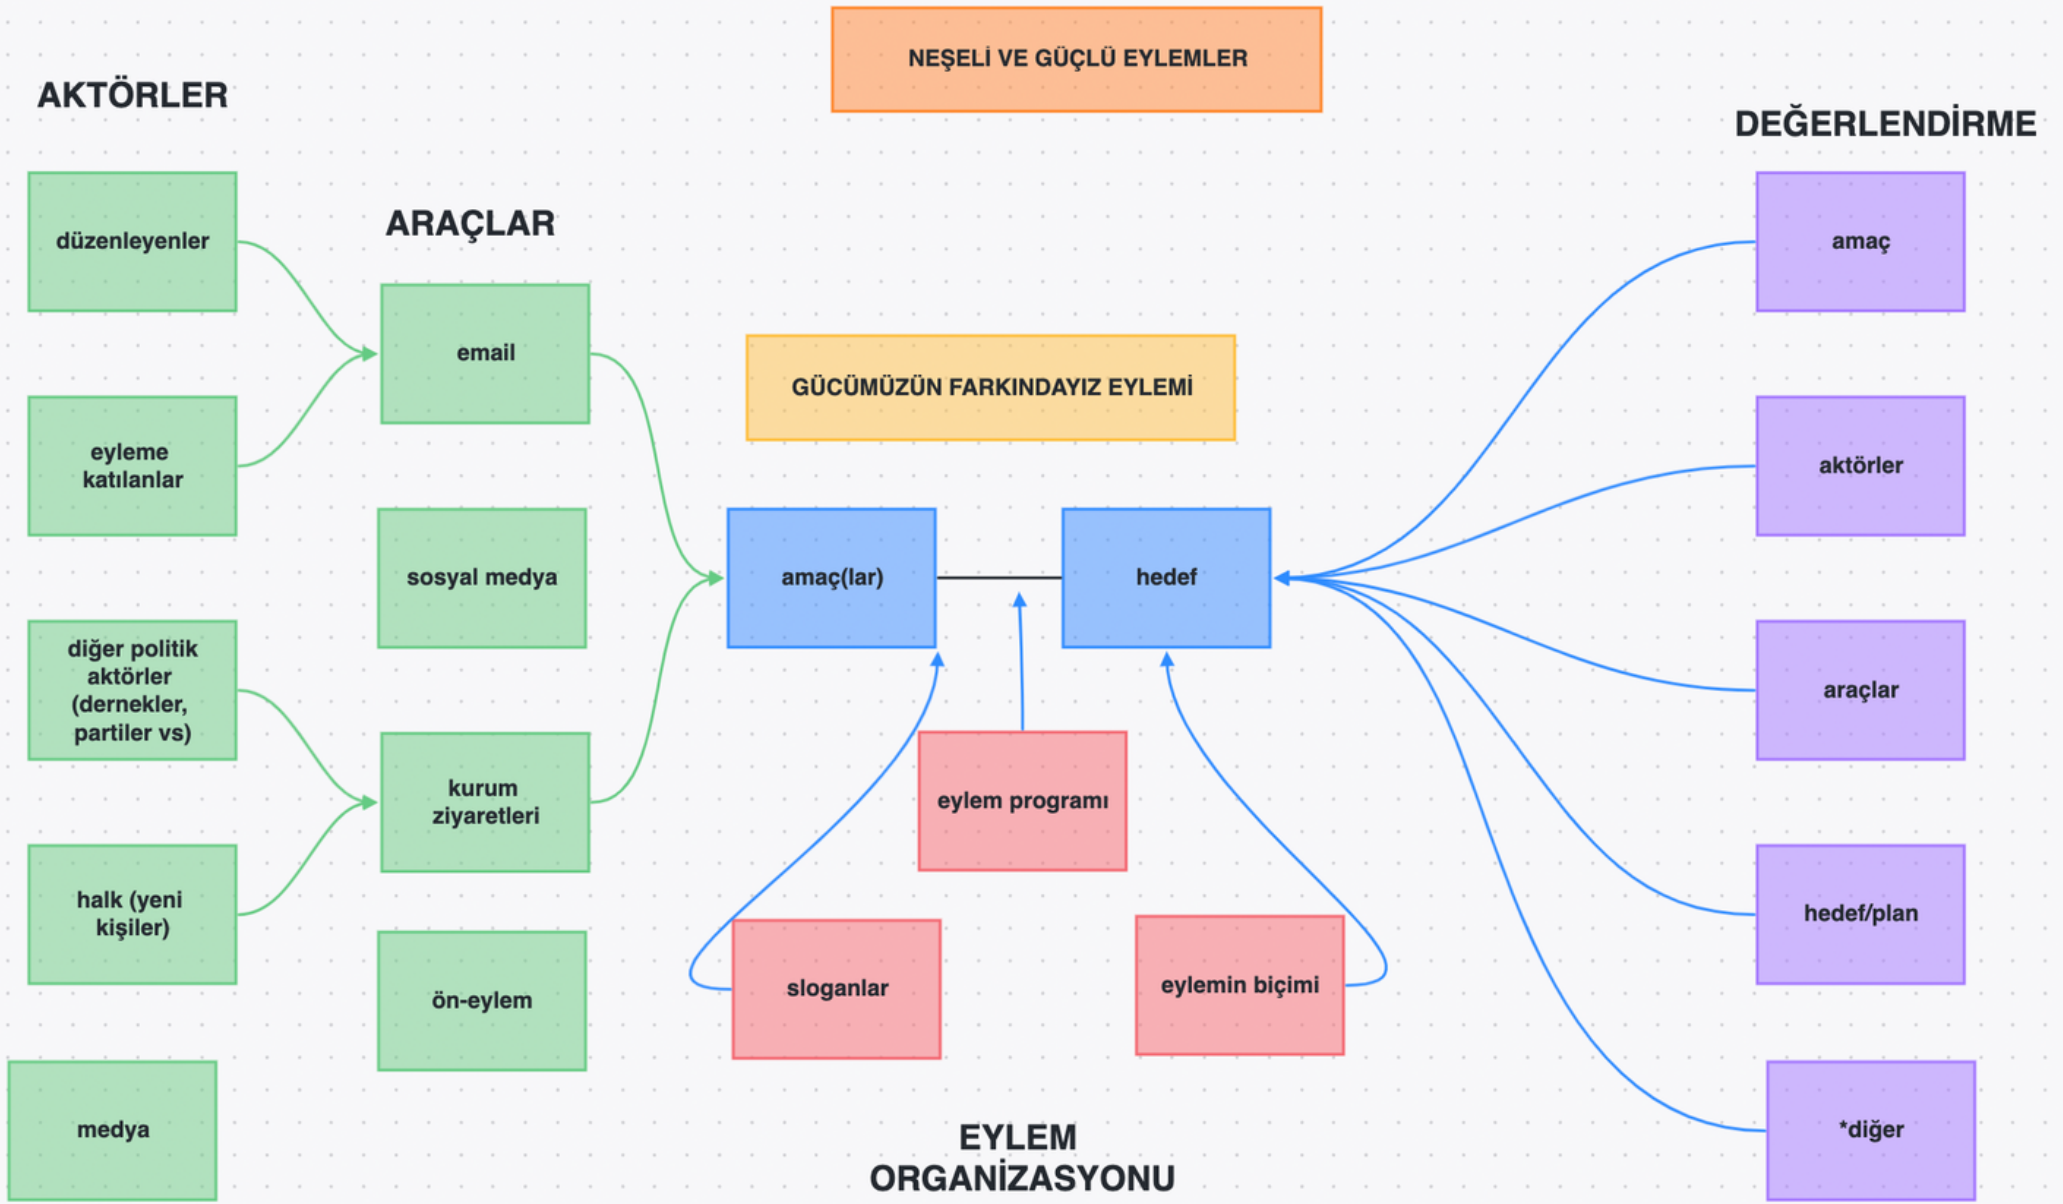 NEŞELİ VE GÜÇLÜ EYLEMLER
AKTÖRLER
düzenleyenler
eyleme
katılanlar
diğer politik
aktörler
(dernekler,
partiler vs)
halk (yeni
kişiler)
medya
ARAÇLAR
email
sosyal medya
kurum
ziyaretleri
ön-eylem
GÜCÜMÜZÜN FARKINDAYIZ EYLEMİ
amaç(lar)
hedef
eylem programı
sloganlar
eylemin biçimi
EYLEM
ORGANİZASYONU
DEĞERLENDİRME
amaç
aktörler
araçlar
hedef/plan
*diğer